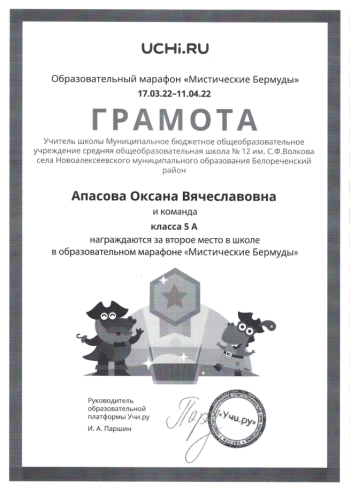 UCHi.RU
Образовательный марафон «Мистические Бермуды»
17.03.22–11.04.22
ГРАМОТА
Учитель школы Муниципальное бюджетное общеобразовательное
учреждение средняя общеобразовательная школа № 12 им. С.Ф.Волкова
села Новоалексеевского муниципального образования Белореченский
район
Апасова Оксана Вячеславовна
и команда
класса 5 А
награждаются за второе место в школе
в образовательном марафоне «Мистические Бермуды»
Руководитель
образовательной
платформы Учи.ру
И. А. Паршин
«Учи.ру»